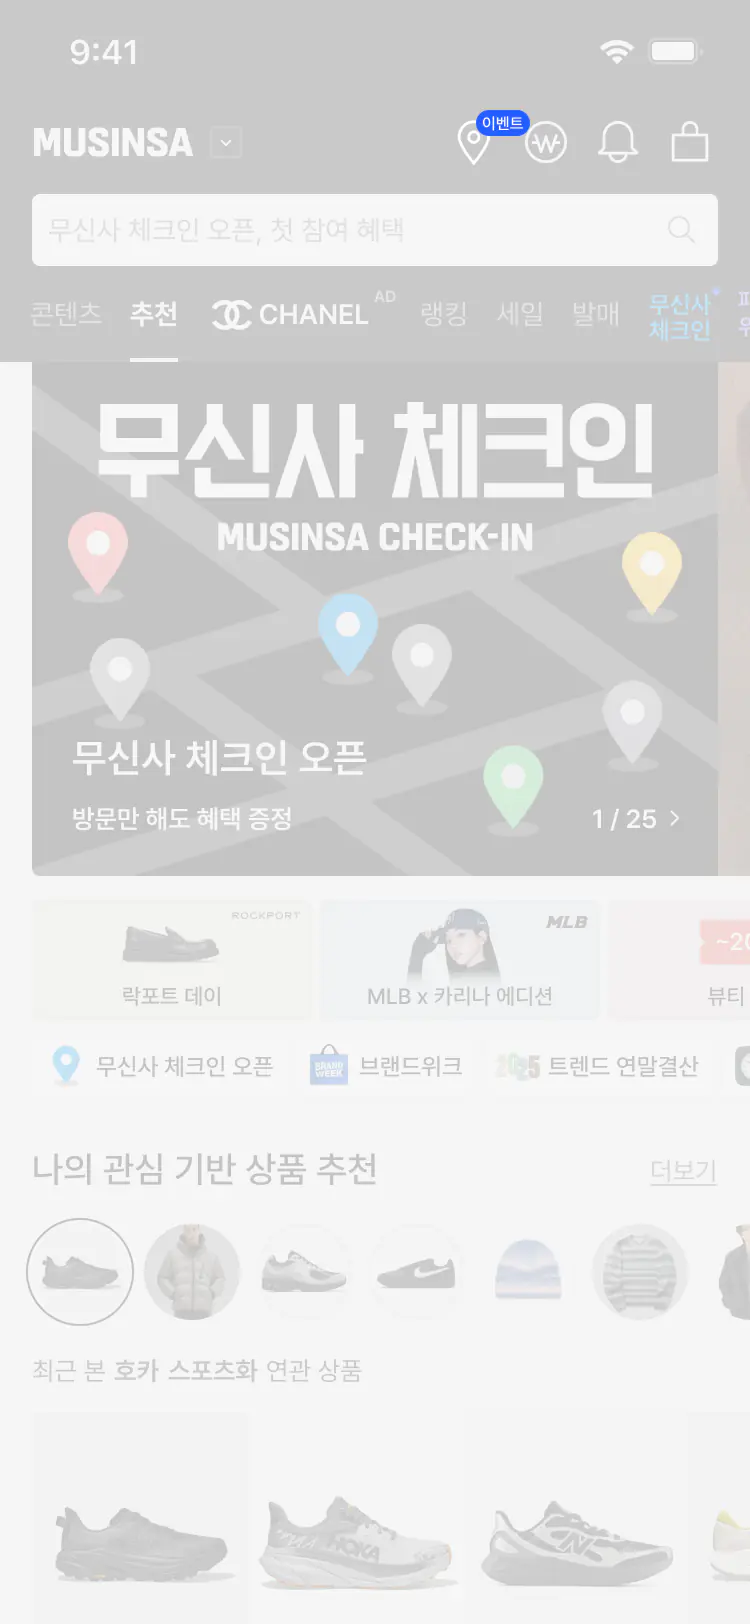 9:41
MUSINSA
이벤트
무신사 체크인 오픈, 첫 참여 혜택
콘텐츠 추천 CHANEL AD 랭킹 세일 발매 무신사 체크인
무신사 체크인
MUSINSA CHECK-IN
무신사 체크인 오픈
방문만 해도 혜택 증정
1 / 25
ROCKPORT
락포트 데이
MLB
MLB x 카리나 에디션
뷰티
무신사 체크인 오픈
BRAND WEEK
브랜드위크
2025
트렌드 연말결산
나의 관심 기반 상품 추천
더보기
최근 본 호카 스포츠화 연관 상품
HOKA